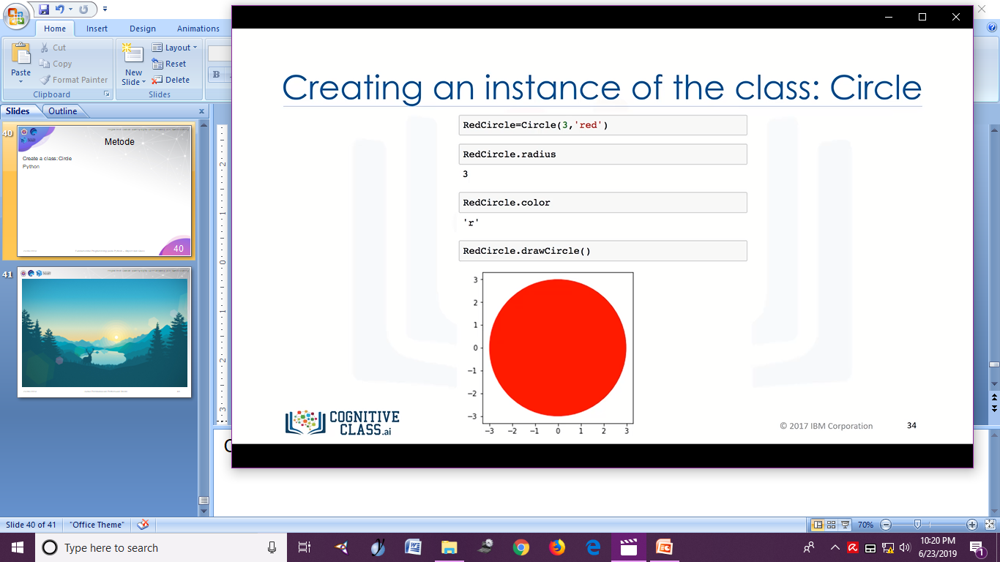 Home
Insert
Design
Animations
Paste
Cut
Copy
Format Painter
Clipboard
New
Slide
Layout
Reset
Delete
Slides
B
Slides
Outline
x
40
Metode
Create a class: Circle
Python
40
41
Creating an instance of the class: Circle
RedCircle=Circle(3,'red')
RedCircle.radius
3
RedCircle.color
'r'
RedCircle.drawCircle()
3
2
1
0
−1
−2
−3
−3 −2 −1 0 1 2 3
COGNITIVE
CLASS.ai
© 2017 IBM Corporation
34
Slide 40 of 41
"Office Theme"
70%
Type here to search
10:20 PM
6/23/2019
1